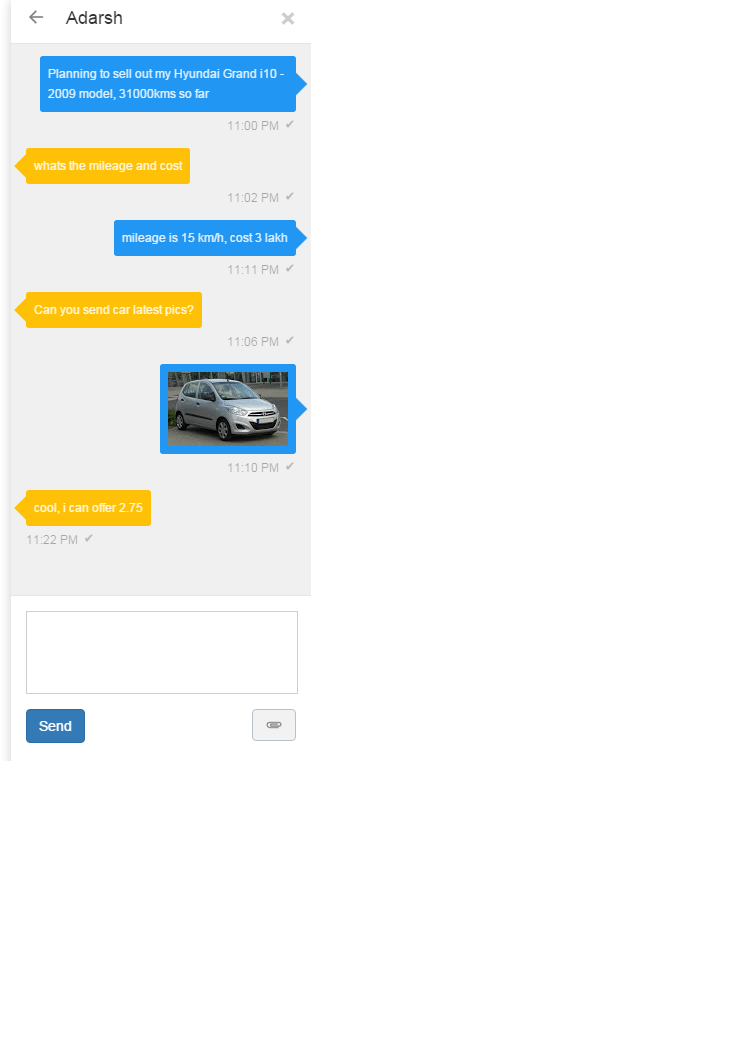 Adarsh
Planning to sell out my Hyundai Grand i10 -
2009 model, 31000kms so far
11:00 PM ✔
whats the mileage and cost
11:02 PM ✔
mileage is 15 km/h, cost 3 lakh
11:11 PM ✔
Can you send car latest pics?
11:06 PM ✔
11:10 PM ✔
cool, i can offer 2.75
11:22 PM ✔
Send